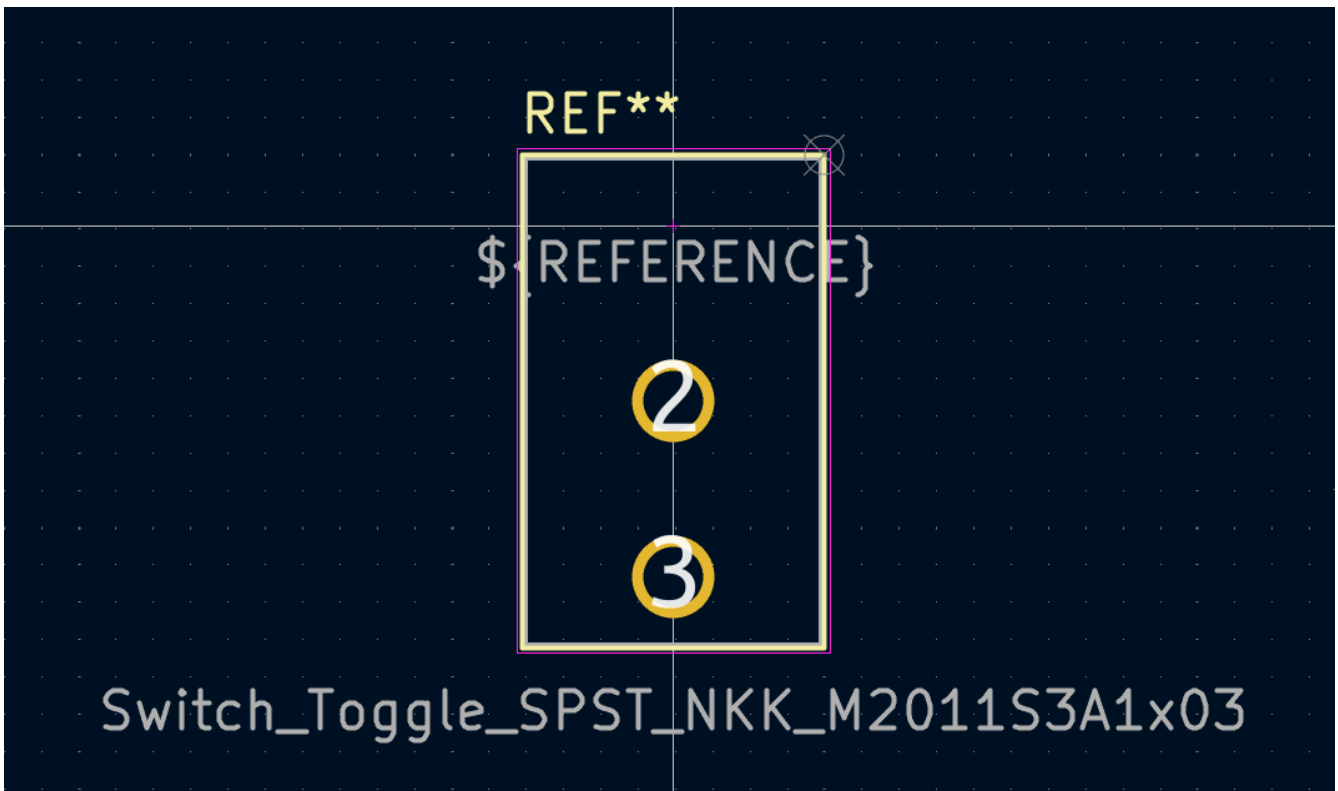 REF**
${REFERENCE}
2
3
Switch_Toggle_SPST_NKK_M2011S3A1x03